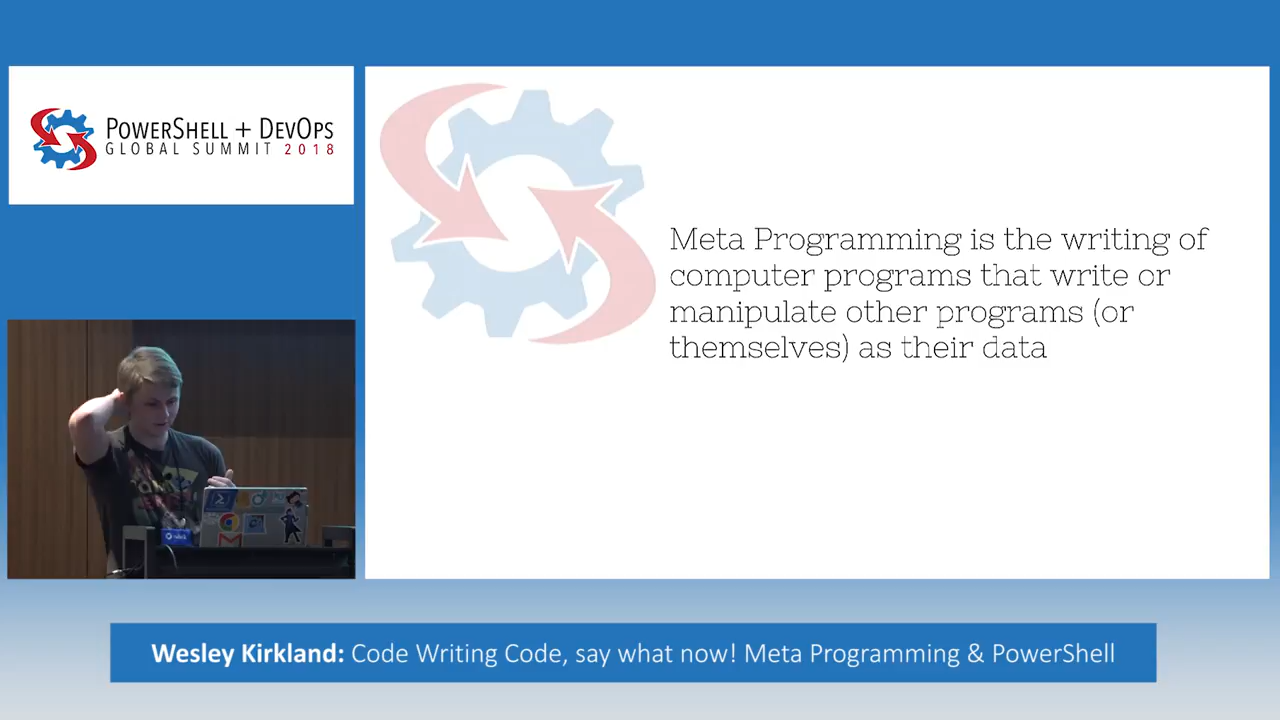 POWERSHELL + DEVOPS
GLOBAL SUMMIT 2018
Meta Programming is the writing of
computer programs that write or
manipulate other programs (or
themselves) as their data
Wesley Kirkland: Code Writing Code, say what now! Meta Programming & PowerShell